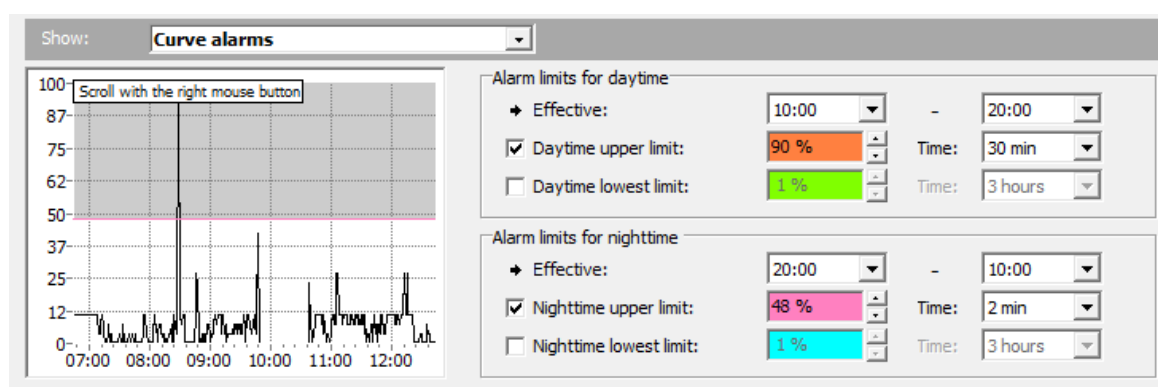 Show: Curve alarms
Scroll with the right mouse button
100
87
75
62
50
37
25
12
0
07:00 08:00 09:00 10:00 11:00 12:00
Alarm limits for daytime
Effective: 10:00 - 20:00
Daytime upper limit: 90 % Time: 30 min
Daytime lowest limit: 1 % Time: 3 hours
Alarm limits for nighttime
Effective: 20:00 - 10:00
Nighttime upper limit: 48 % Time: 2 min
Nighttime lowest limit: 1 % Time: 3 hours